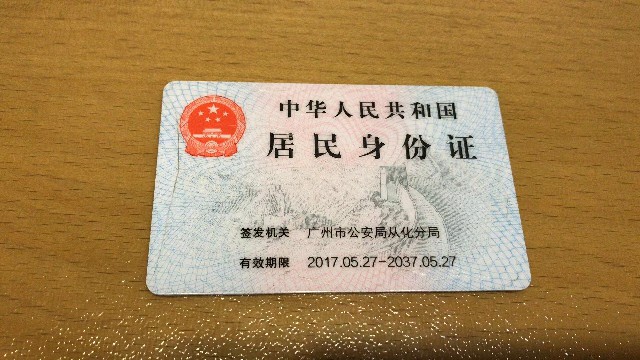 中华人民共和国
居民身份证
签发机关 广州市公安局从化分局
有效期限 2017.05.27-2037.05.27